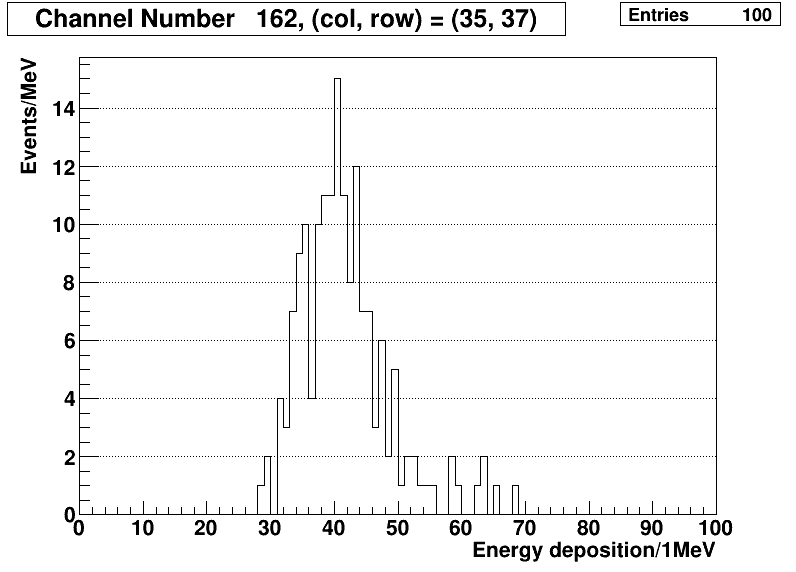 Channel Number 162, (col, row) = (35, 37)
Entries 100
Events/MeV
14
12
10
8
6
4
2
0
0 10 20 30 40 50 60 70 80 90 100
Energy deposition/1MeV